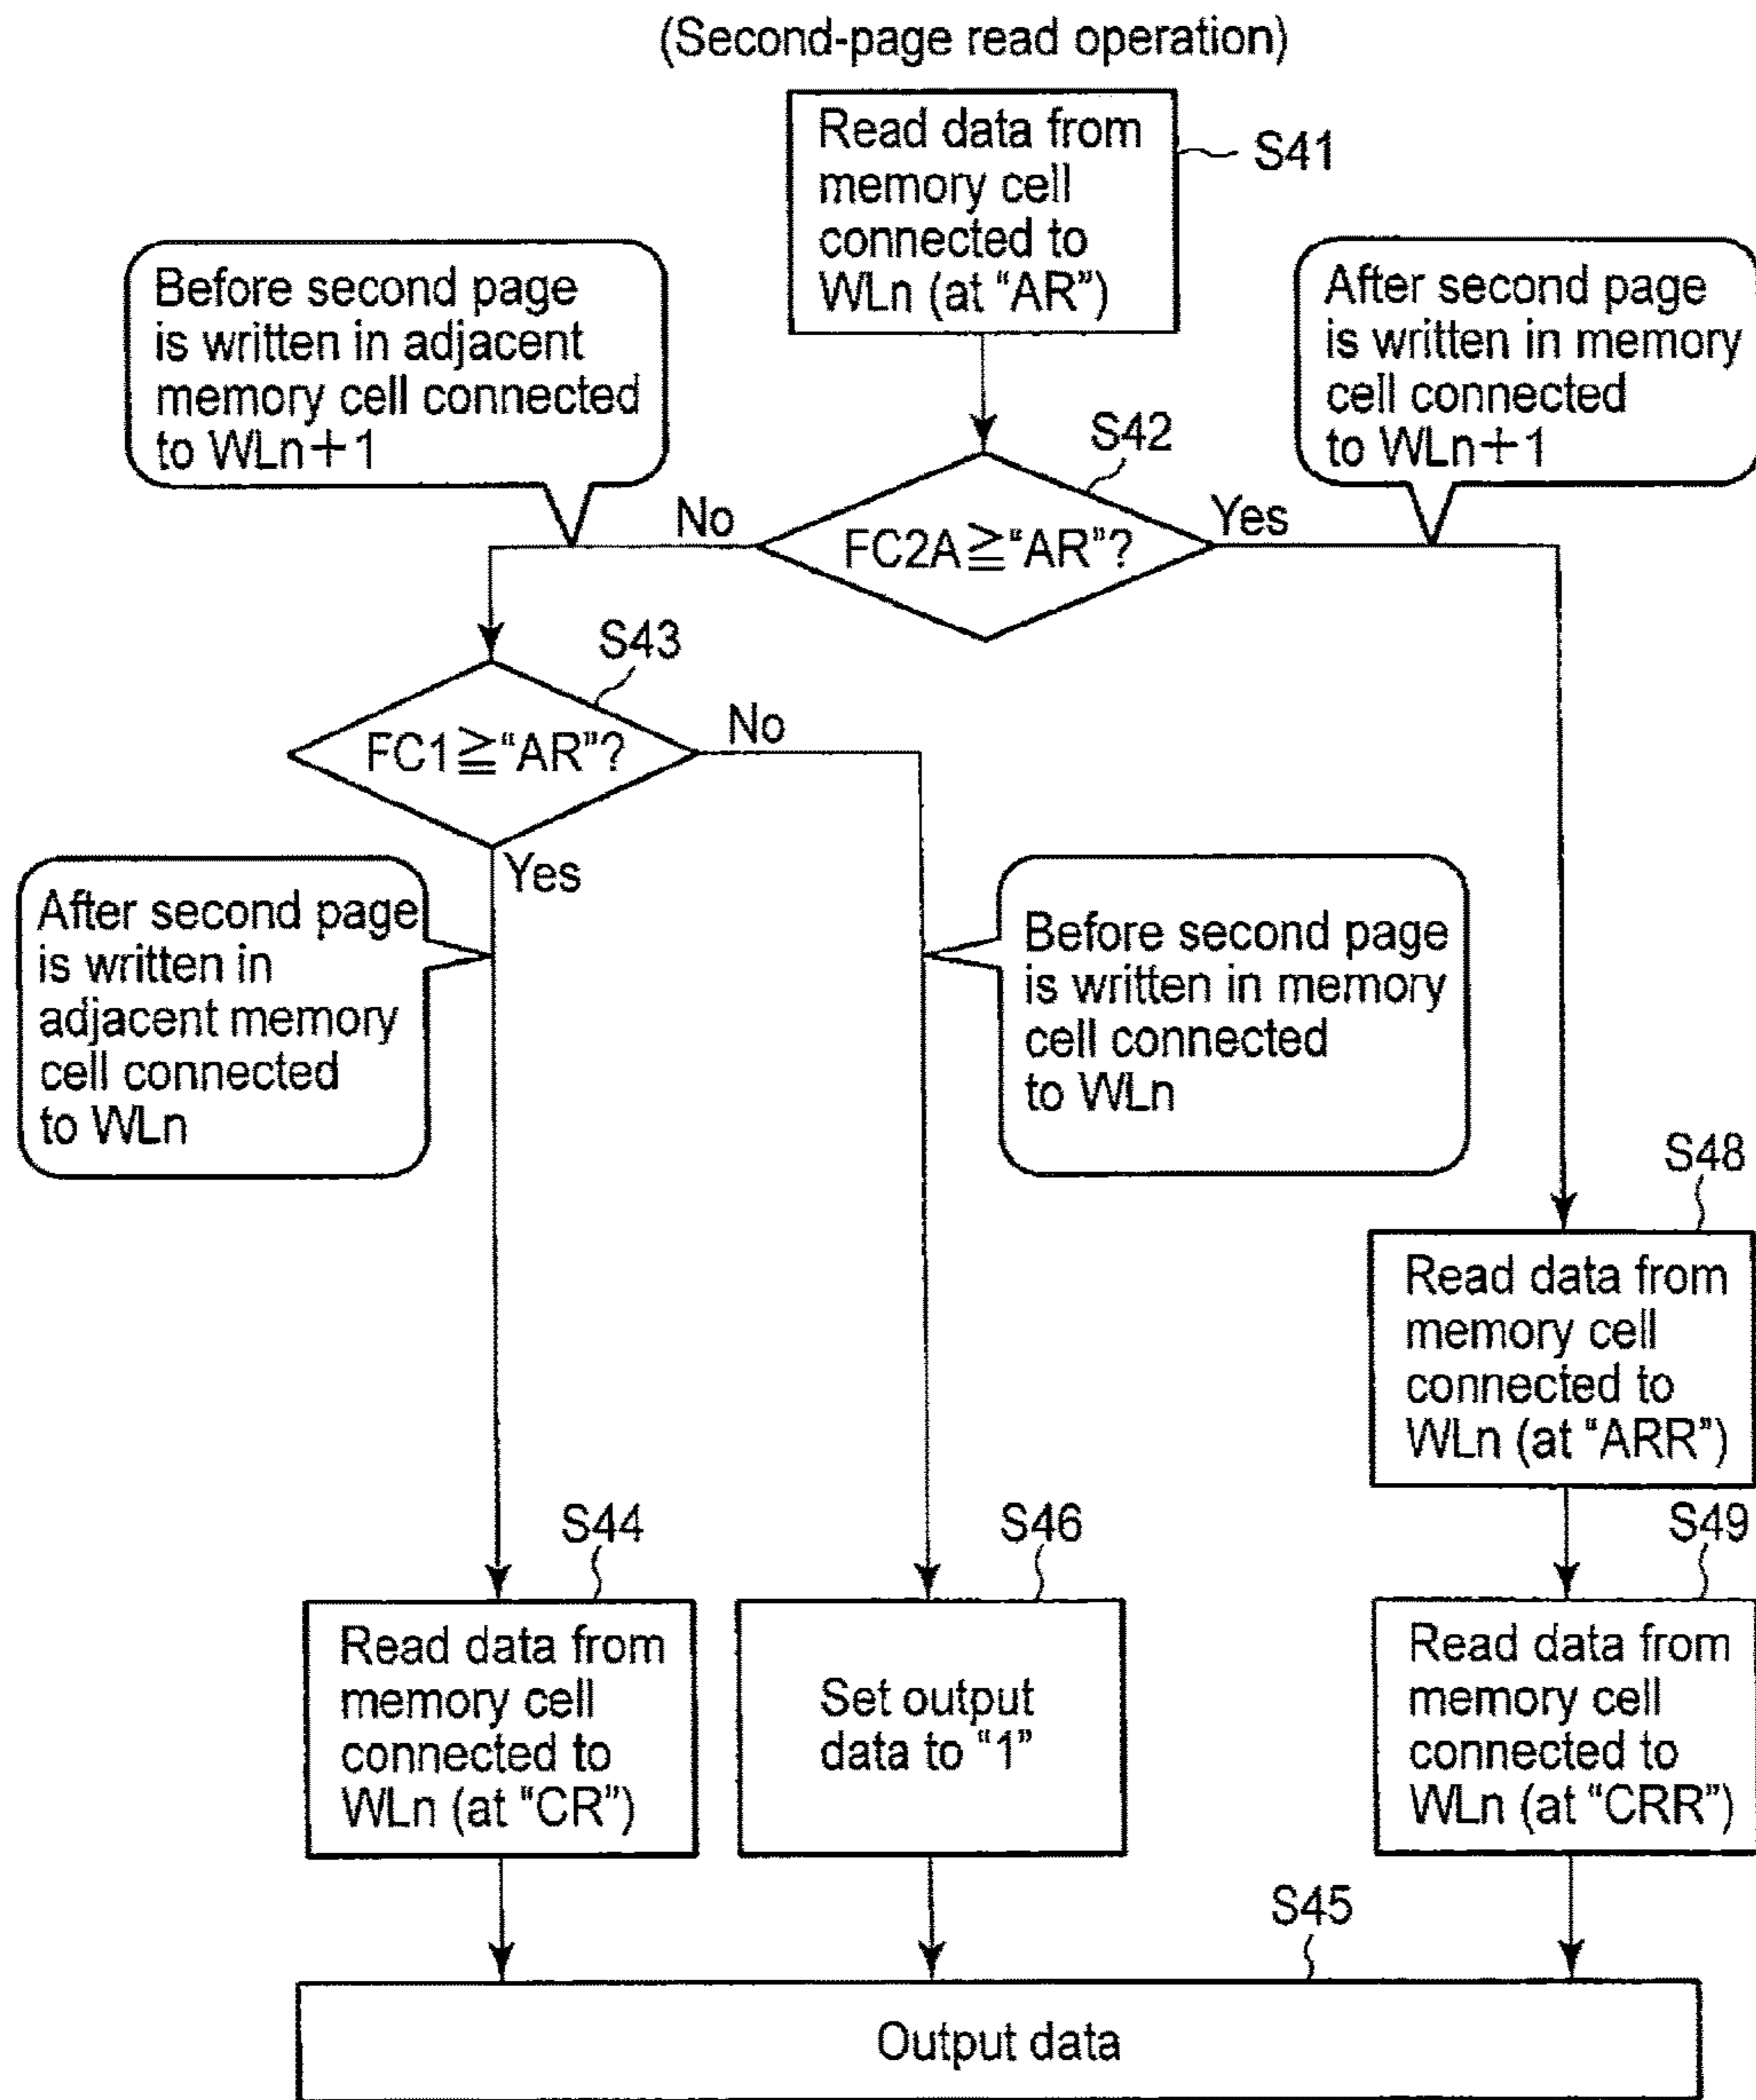 (Second-page read operation)
Read data from
memory cell
connected to
WLn (at “AR”)
S41
Before second page
is written in adjacent
memory cell connected
to WLn+1
After second page
is written in memory
cell connected
to WLn+1
S42
No
FC2A≧“AR”?
Yes
S43
FC1≧“AR”?
No
Yes
After second page
is written in
adjacent memory
cell connected
to WLn
Before second page
is written in memory
cell connected
to WLn
S48
Read data from
memory cell
connected to
WLn (at “ARR”)
S44
Read data from
memory cell
connected to
WLn (at “CR”)
S46
Set output
data to “1”
S49
Read data from
memory cell
connected to
WLn (at “CRR”)
S45
Output data